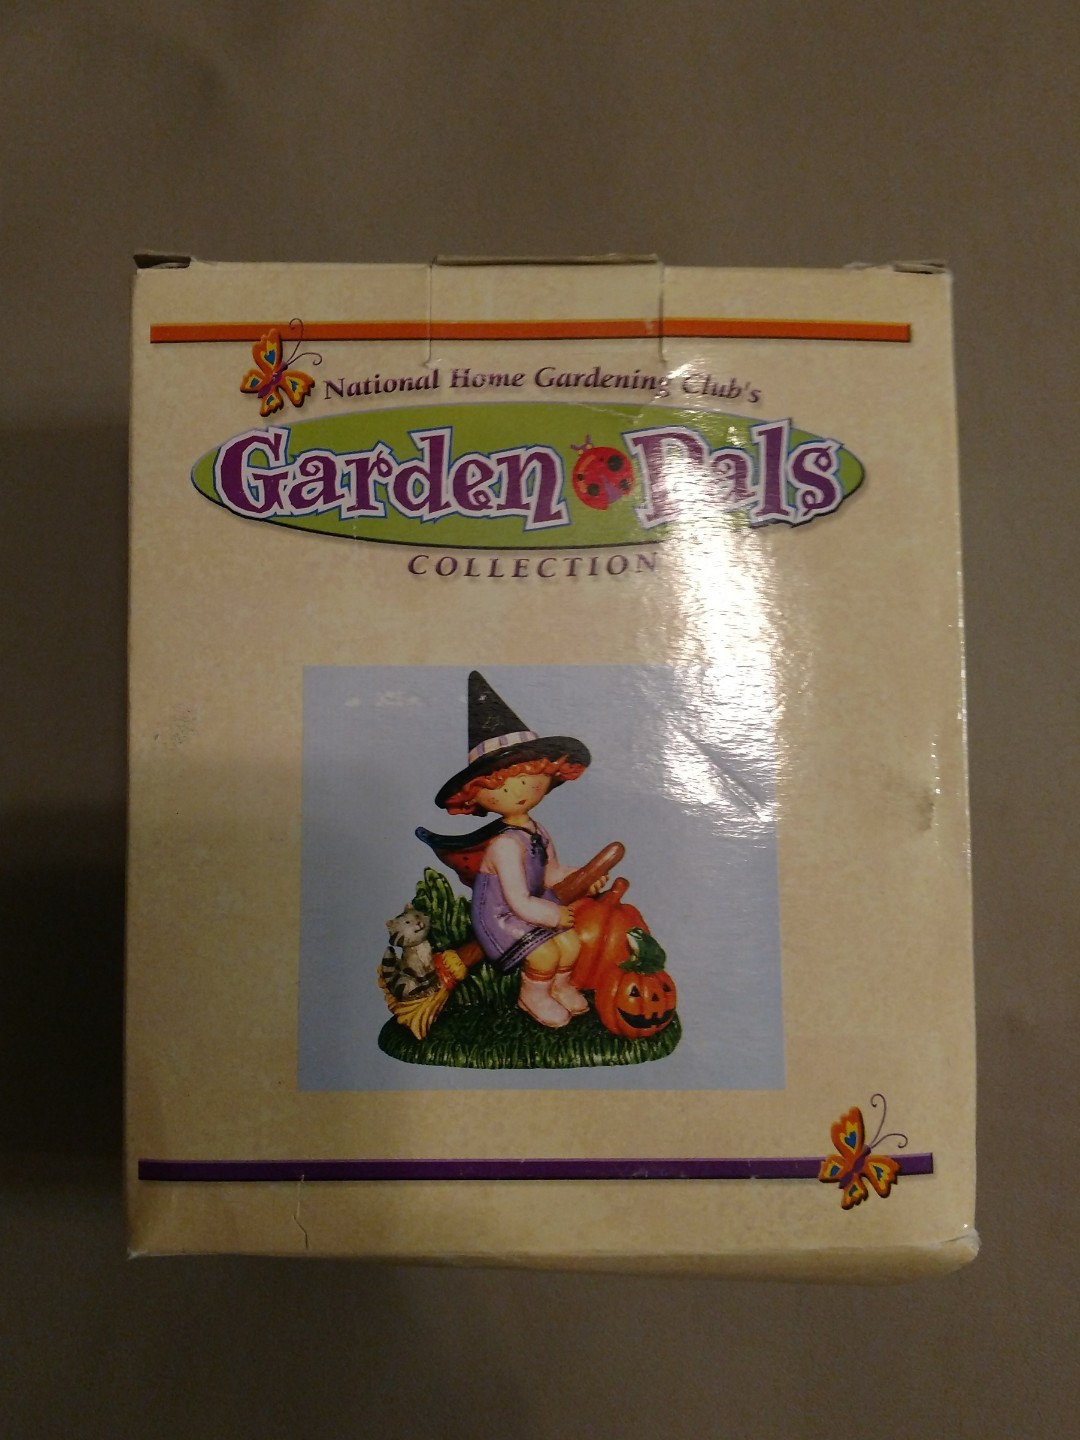 National Home Gardening Club's
Garden Pals
COLLECTION